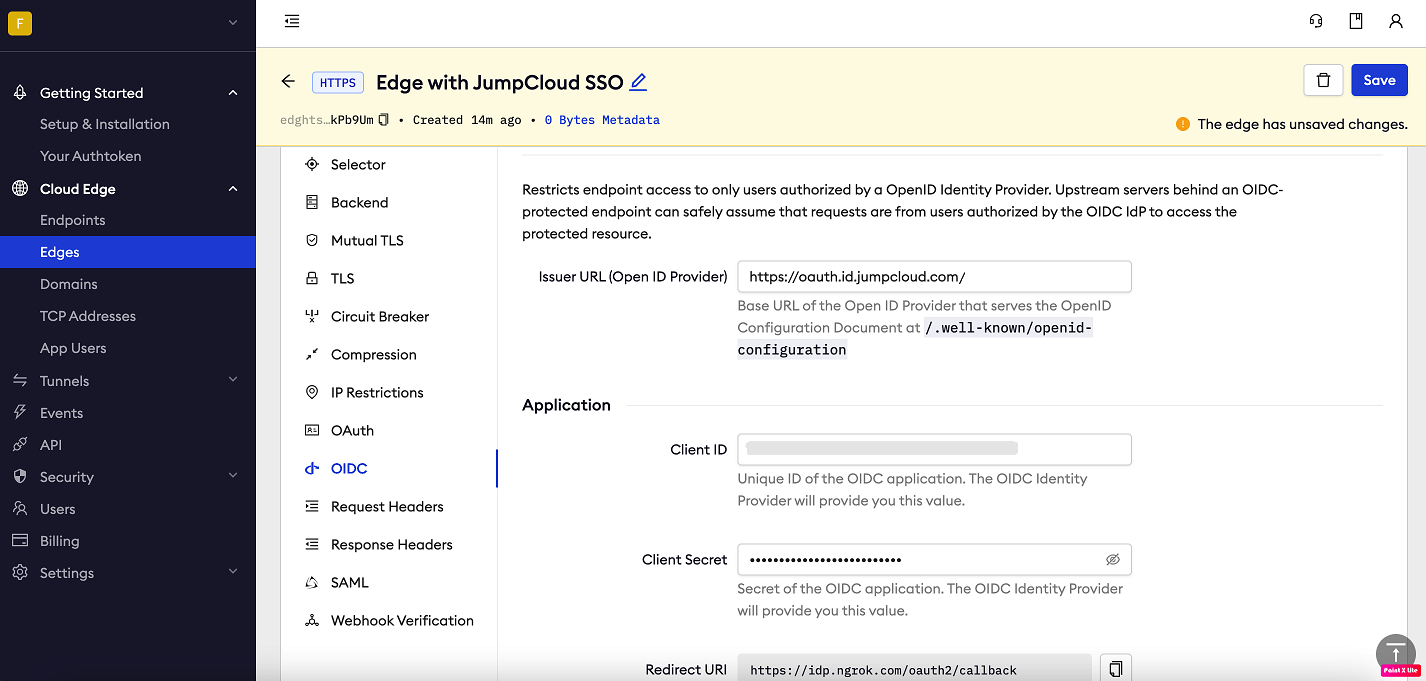 F
Getting Started
Setup & Installation
Your Authtoken
Cloud Edge
Endpoints
Edges
Domains
TCP Addresses
App Users
Tunnels
Events
API
Security
Users
Billing
Settings
HTTPS Edge with JumpCloud SSO
Save
edghts…kPb9Um • Created 14m ago • 0 Bytes Metadata
The edge has unsaved changes.
Selector
Backend
Mutual TLS
TLS
Circuit Breaker
Compression
IP Restrictions
OAuth
OIDC
Request Headers
Response Headers
SAML
Webhook Verification
Restricts endpoint access to only users authorized by a OpenID Identity Provider. Upstream servers behind an OIDC-
protected endpoint can safely assume that requests are from users authorized by the OIDC IdP to access the
protected resource.
Issuer URL (Open ID Provider) https://oauth.id.jumpcloud.com/
Base URL of the Open ID Provider that serves the OpenID
Configuration Document at /.well-known/openid-
configuration
Application
Client ID
Unique ID of the OIDC application. The OIDC Identity
Provider will provide you this value.
Client Secret ••••••••••••••••••••••••••
Secret of the OIDC application. The OIDC Identity Provider
will provide you this value.
Redirect URI https://idp.ngrok.com/oauth2/callback
Paint X Lite